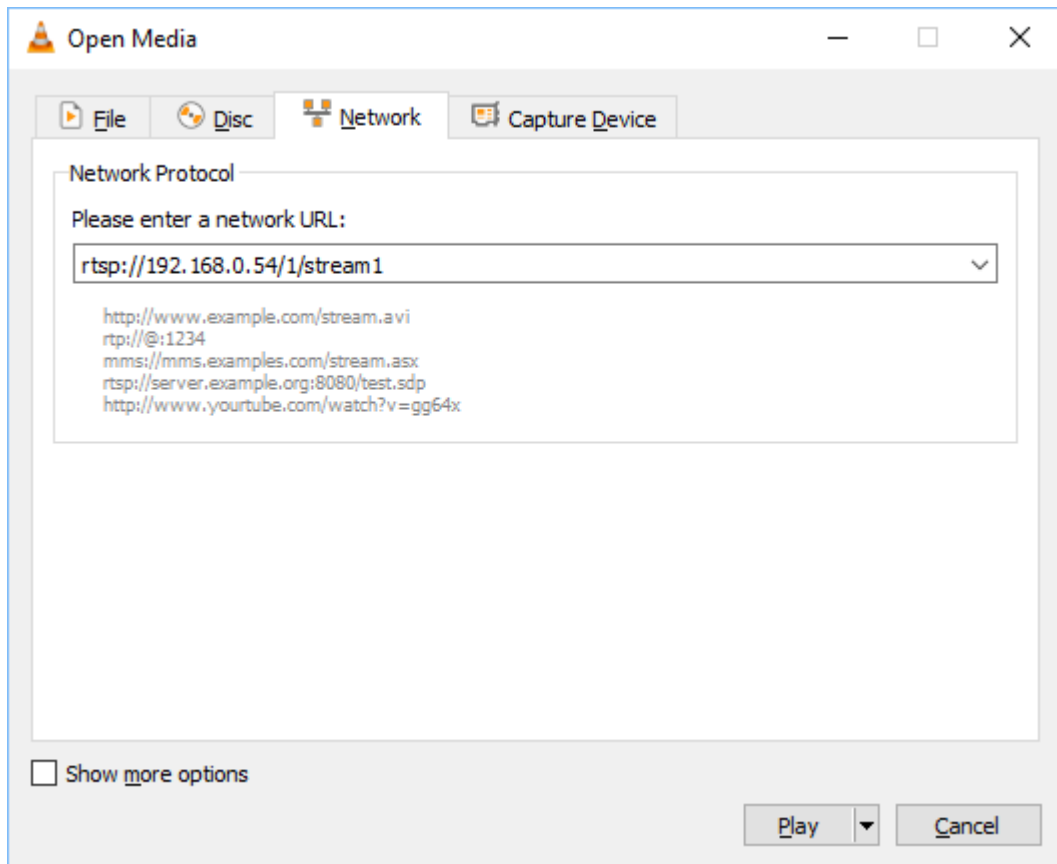 Open Media
File Disc Network Capture Device
Network Protocol
Please enter a network URL:
rtsp://192.168.0.54/1/stream1
http://www.example.com/stream.avi
rtp://@:1234
mms://mms.examples.com/stream.asx
rtsp://server.example.org:8080/test.sdp
http://www.yourtube.com/watch?v=gg64x
Show more options
Play Cancel